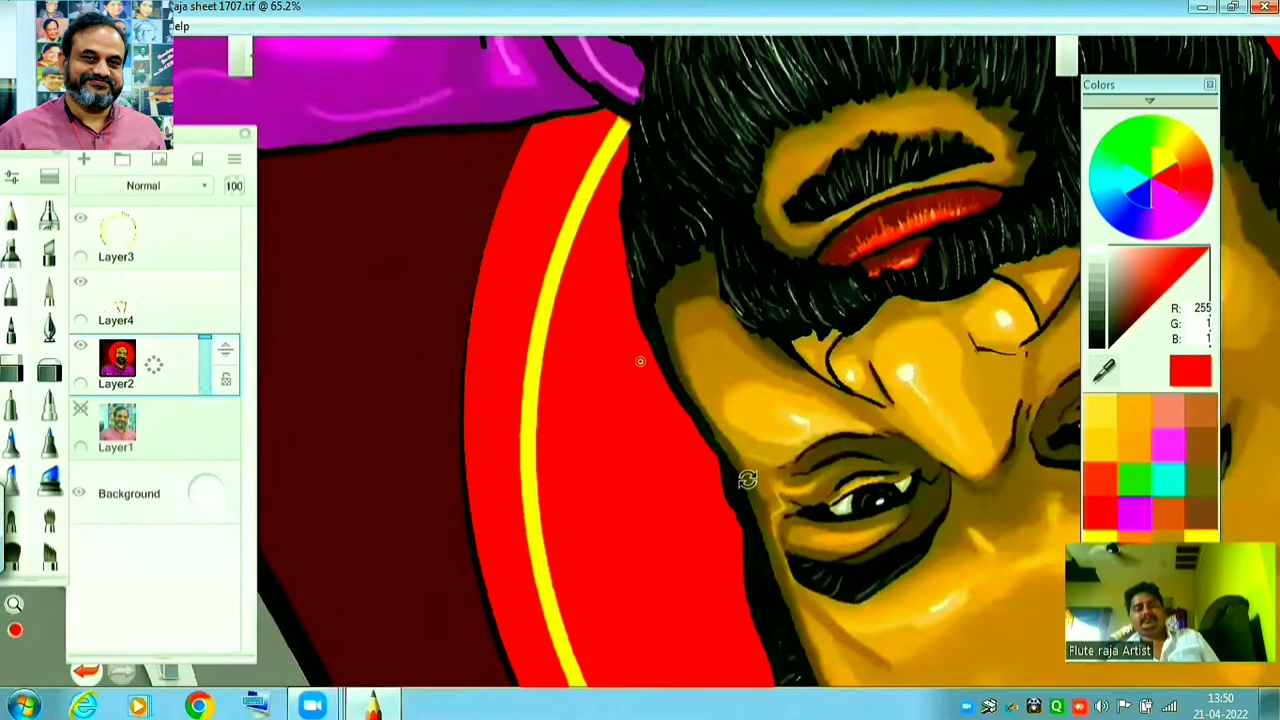 aja sheet 1707.tif @ 65.2%
elp
Colors
Normal
100
Layer3
Layer4
R: 255
G: 1
B: 1
Layer2
Layer1
Background
Flute raja Artist
13:50
21-04-2022